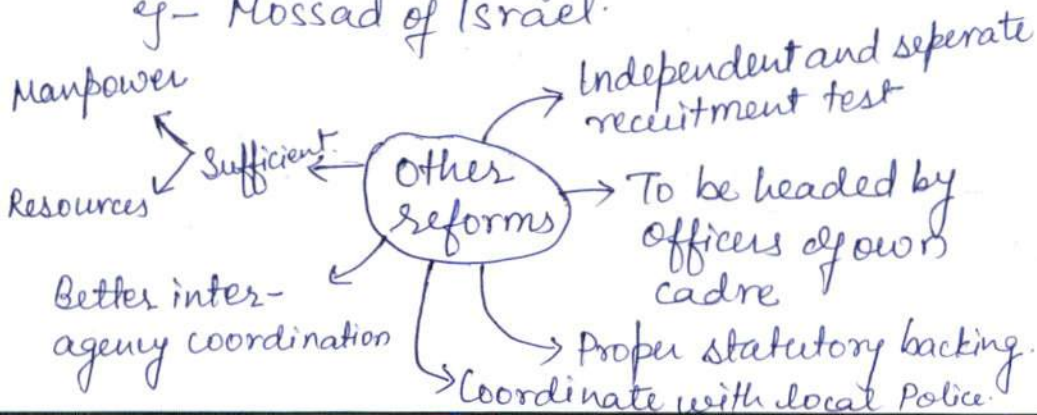 eg- Mossad of Israel.
Manpower
Sufficient.
Resources
Other
reforms
Independent and seperate
recruitment test
To be headed by
Officers of own
cadre
Better inter-
agency coordination
Proper statutory backing.
Coordinate with local Police.